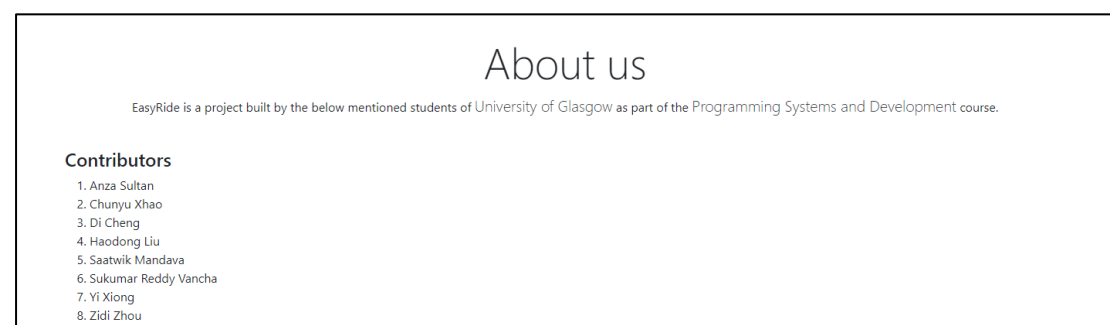 About us
EasyRide is a project built by the below mentioned students of University of Glasgow as part of the Programming Systems and Development course.
Contributors
1. Anza Sultan
2. Chunyu Xhao
3. Di Cheng
4. Haodong Liu
5. Saatwik Mandava
6. Sukumar Reddy Vancha
7. Yi Xiong
8. Zidi Zhou